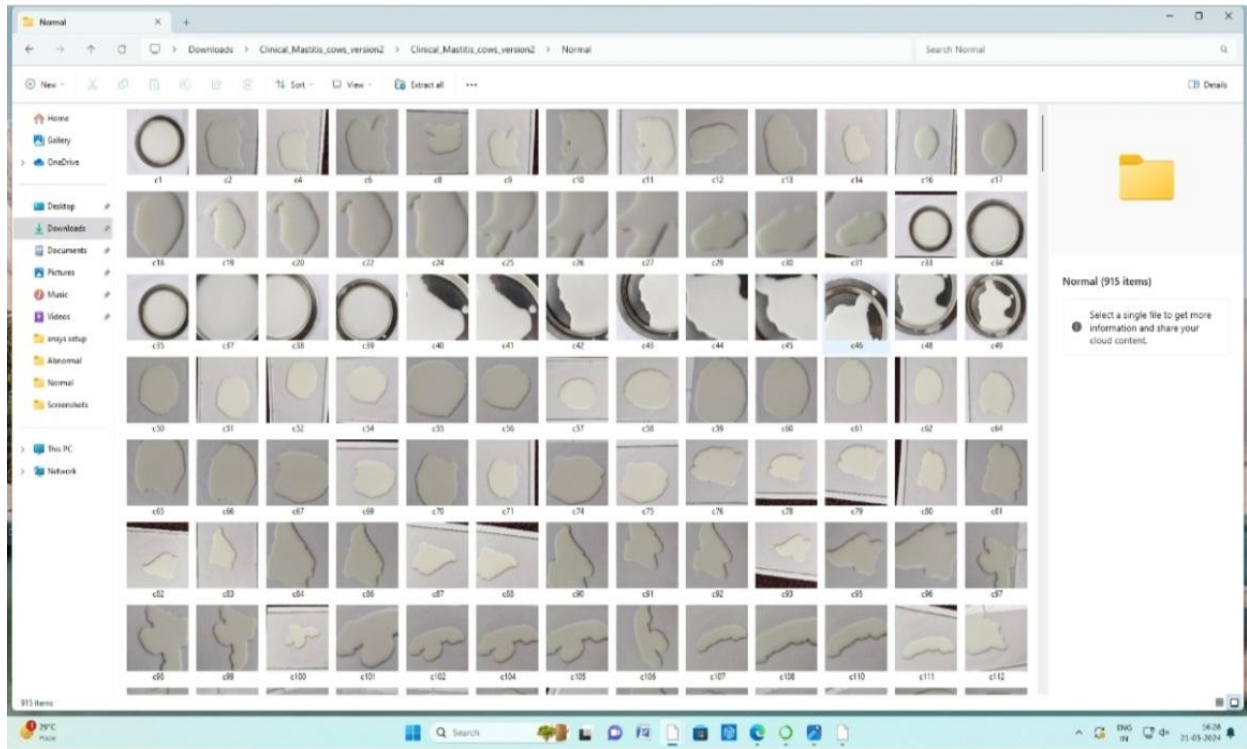 Normal
Downloads > Clinical_Mastitis_cows_version2 > Clinical_Mastitis_cows_version2 > Normal
Search Normal
New
Sort
View
Extract all
Details
Home
Gallery
OneDrive
Desktop
Downloads
Documents
Pictures
Music
Videos
ansys setup
Abnormal
Normal
Screenshots
This PC
Network
c1 c2 c4 c6 c8 c9 c10 c11 c12 c13 c14 c16 c17
c18 c19 c20 c22 c24 c25 c26 c27 c29 c30 c31 c33 c34
c35 c37 c38 c39 c40 c41 c42 c43 c44 c45 c46 c48 c49
c50 c51 c52 c54 c55 c56 c57 c58 c59 c60 c61 c62 c64
c65 c66 c67 c69 c70 c71 c74 c75 c76 c78 c79 c80 c81
c82 c83 c84 c86 c87 c88 c90 c91 c92 c93 c95 c96 c97
c98 c99 c100 c101 c102 c104 c105 c106 c107 c108 c110 c111 c112
Normal (915 items)
Select a single file to get more
information and share your
cloud content.
915 items
29°C
Haze
Search
ENG
IN
16:28
21-03-2024